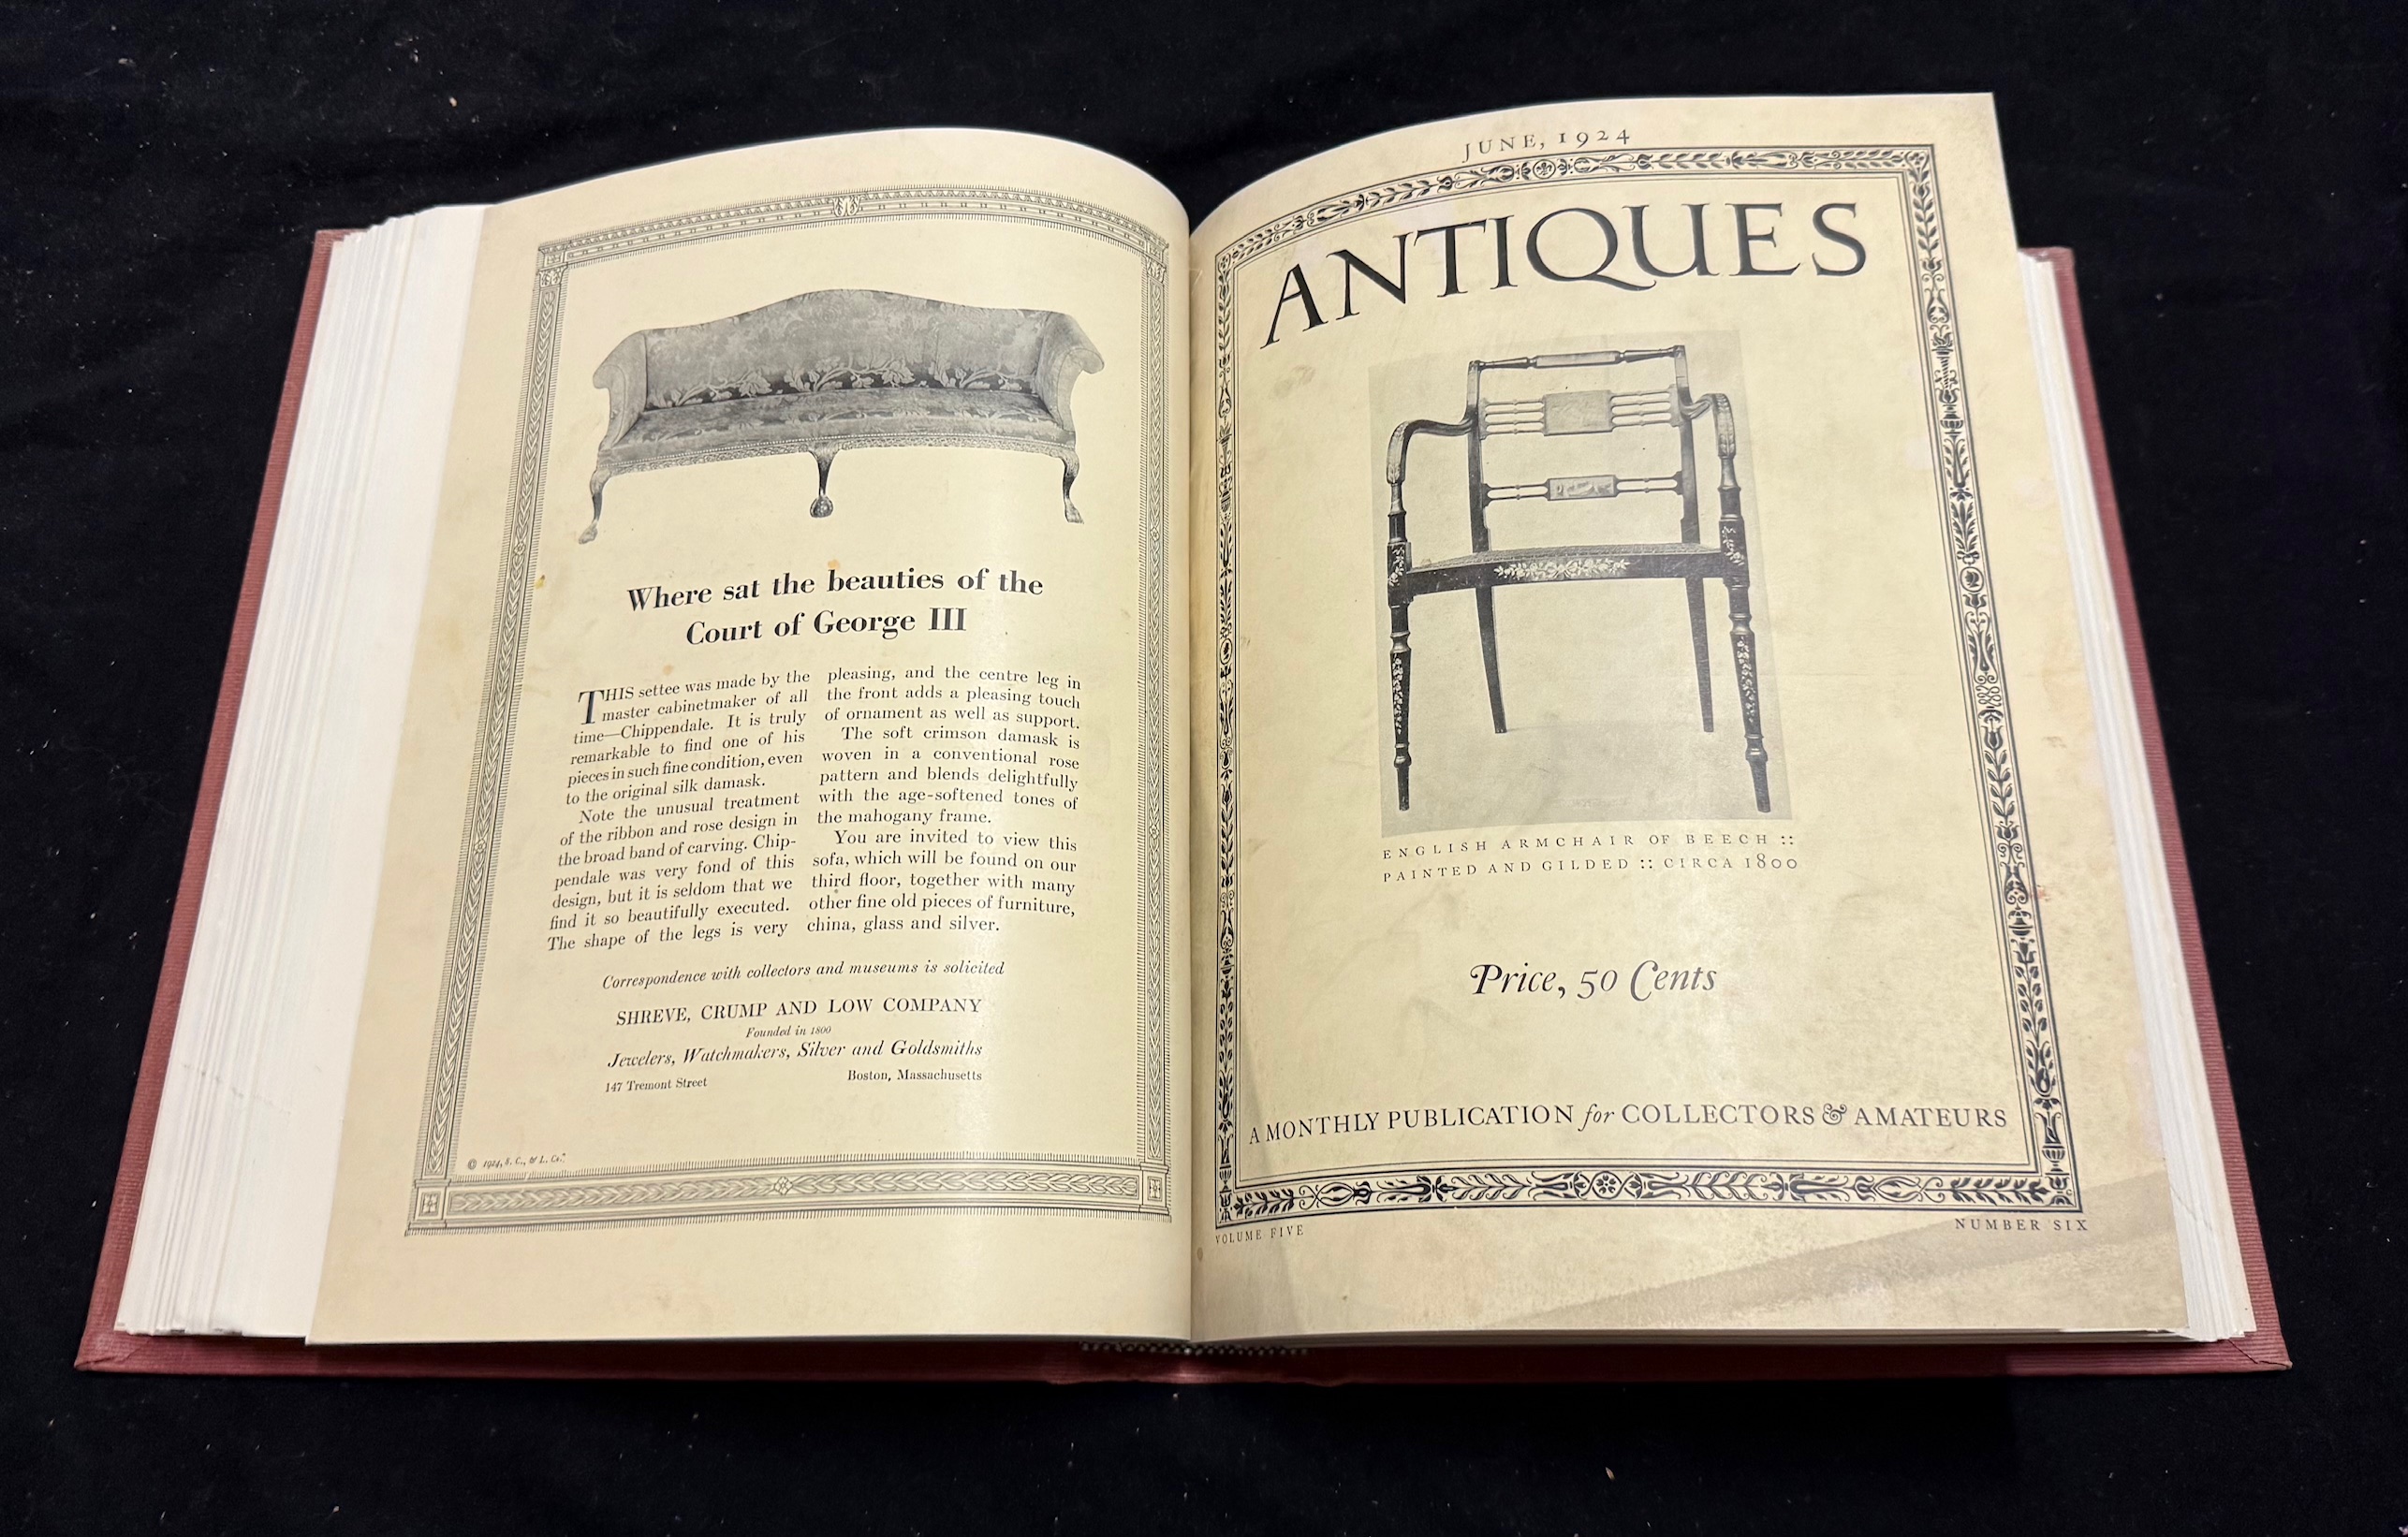 Where sat the beauties of the
Court of George III
THIS settee was made by the
master cabinetmaker of all
time—Chippendale. It is truly
remarkable to find one of his
pieces in such fine condition, even
to the original silk damask.
Note the unusual treatment
of the ribbon and rose design in
the broad band of carving. Chip-
pendale was very fond of this
design, but it is seldom that we
find it so beautifully executed.
The shape of the legs is very
pleasing, and the centre leg in
the front adds a pleasing touch
of ornament as well as support.
The soft crimson damask is
woven in a conventional rose
pattern and blends delightfully
with the age-softened tones of
the mahogany frame.
You are invited to view this
sofa, which will be found on our
third floor, together with many
other fine old pieces of furniture,
china, glass and silver.
Correspondence with collectors and museums is solicited
SHREVE, CRUMP AND LOW COMPANY
Founded in 1800
Jewelers, Watchmakers, Silver and Goldsmiths
147 Tremont Street Boston, Massachusetts
© 1924, S. C., & L. Co.
JUNE, 1924
ANTIQUES
ENGLISH ARMCHAIR OF BEECH ::
PAINTED AND GILDED :: CIRCA 1800
Price, 50 Cents
A MONTHLY PUBLICATION for COLLECTORS & AMATEURS
VOLUME FIVE NUMBER SIX